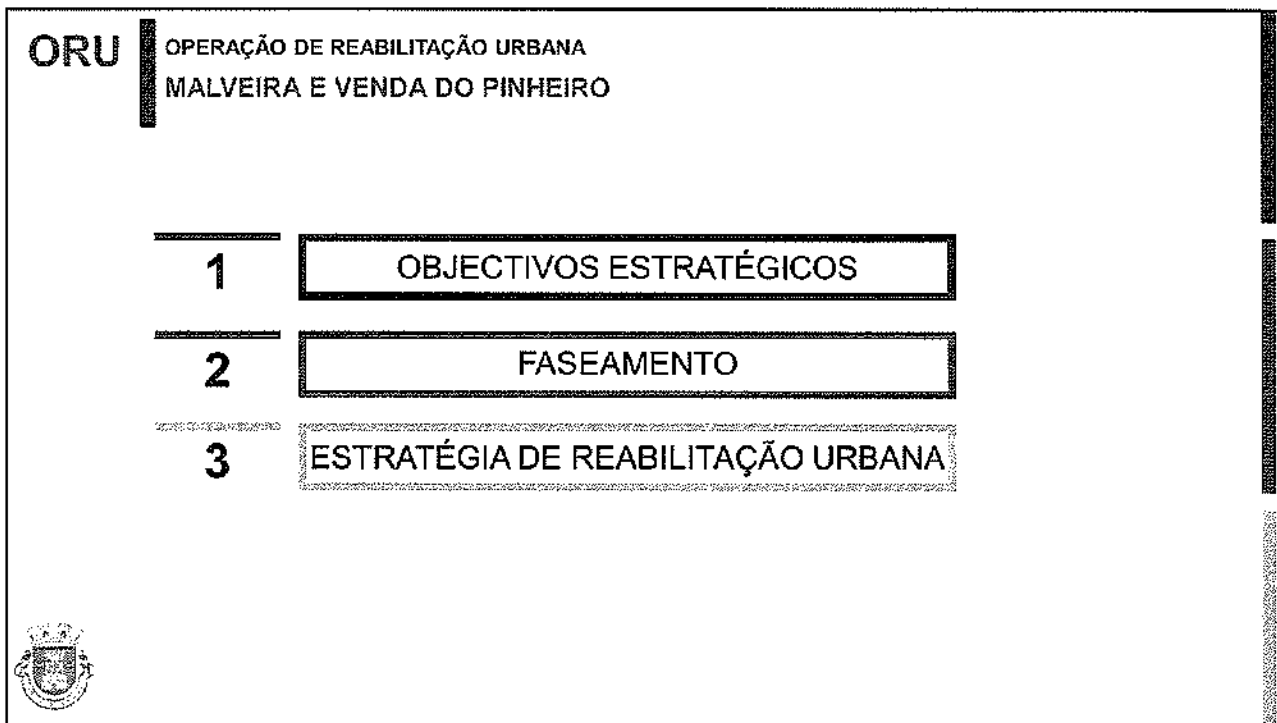 ORU
OPERAÇÃO DE REABILITAÇÃO URBANA
MALVEIRA E VENDA DO PINHEIRO
1
OBJECTIVOS ESTRATÉGICOS
2
FASEAMENTO
3
ESTRATÉGIA DE REABILITAÇÃO URBANA